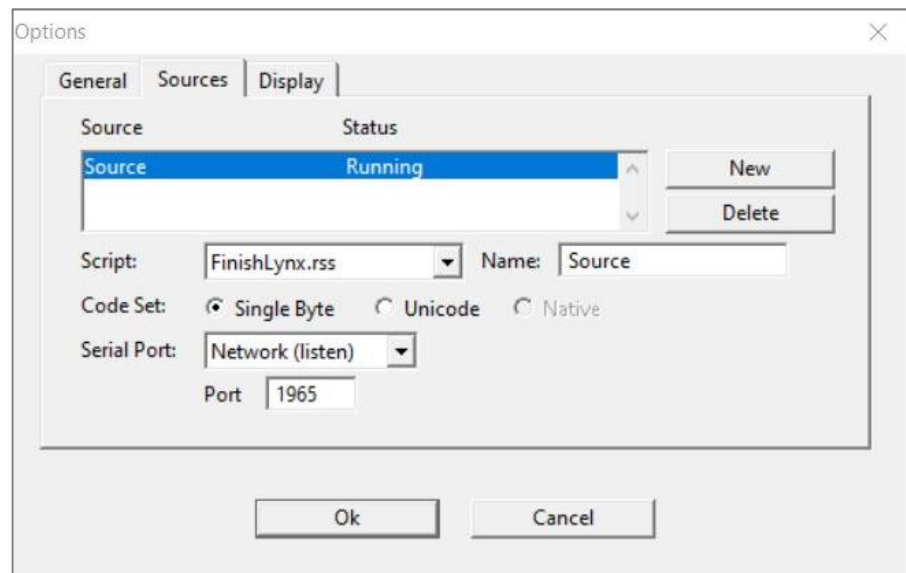 Options
General Sources Display
Source Status
Source Running
New
Delete
Script: FinishLynx.rss Name: Source
Code Set: Single Byte Unicode Native
Serial Port: Network (listen)
Port 1965
Ok Cancel